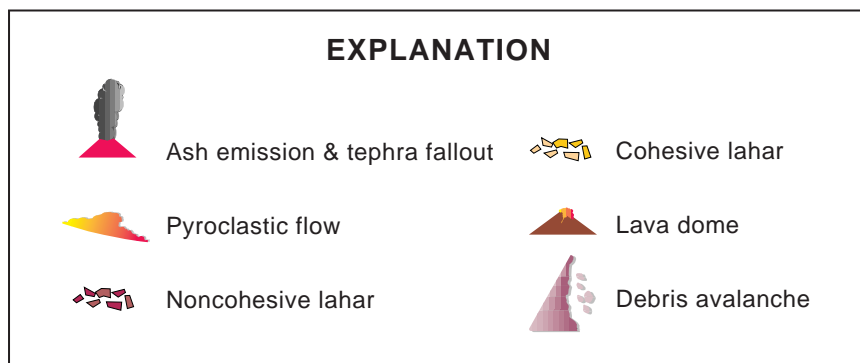 EXPLANATION
Ash emission & tephra fallout
Cohesive lahar
Pyroclastic flow
Lava dome
Noncohesive lahar
Debris avalanche